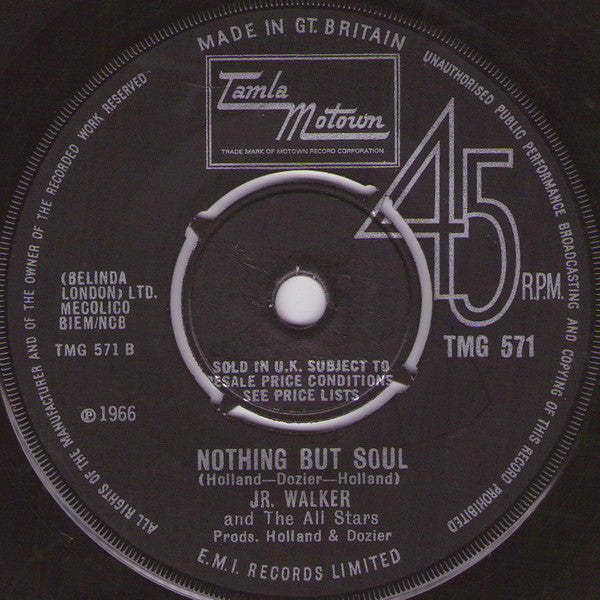 MADE IN GT. BRITAIN
Tamla
Motown
TRADE MARK OF MOTOWN RECORD CORPORATION
45
R.P.M.
UNAUTHORISED PUBLIC PERFORMANCE BROADCASTING AND COPYING OF THIS RECORD PROHIBITED
ALL RIGHTS OF THE MANUFACTURER AND OF THE OWNER OF THE RECORDED WORK RESERVED
(BELINDA
LONDON) LTD.
MECOLICO
BIEM/NCB
TMG 571 B
TMG 571
℗ 1966
SOLD IN U.K. SUBJECT TO
RESALE PRICE CONDITIONS
SEE PRICE LISTS
NOTHING BUT SOUL
(Holland—Dozier—Holland)
JR. WALKER
and The All Stars
Prods. Holland & Dozier
E.M.I. RECORDS LIMITED